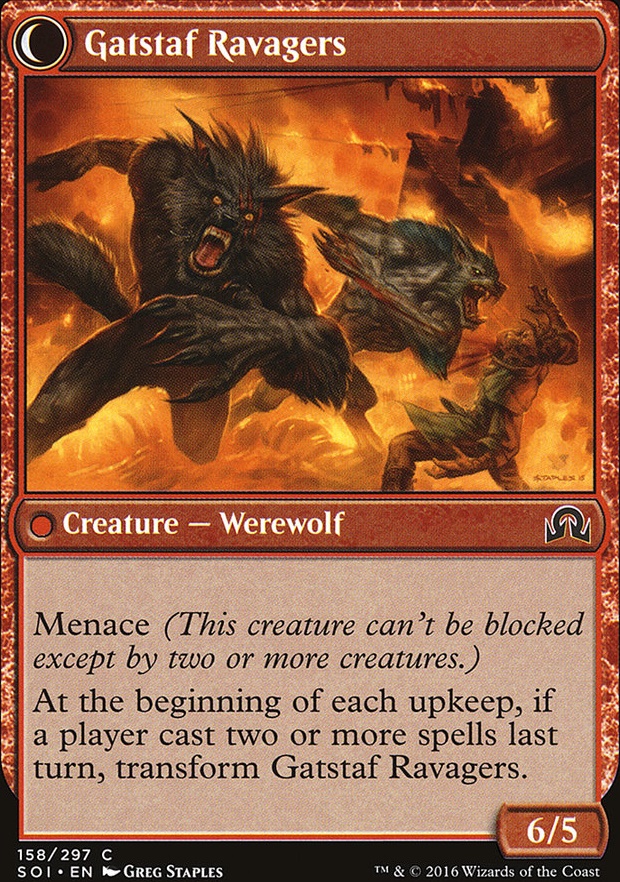 Gatstaf Ravagers
STAPLES 15
Creature — Werewolf
Menace (This creature can't be blocked
except by two or more creatures.)
At the beginning of each upkeep, if
a player cast two or more spells last
turn, transform Gatstaf Ravagers.
6/5
158/297 C
SOI • EN Greg Staples
™ & © 2016 Wizards of the Coast